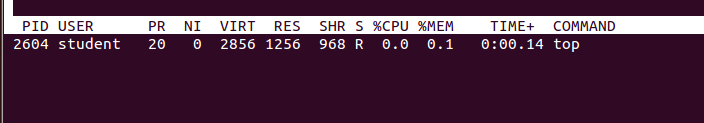 PID USER PR NI VIRT RES SHR S %CPU %MEM TIME+ COMMAND
2604 student 20 0 2856 1256 968 R 0.0 0.1 0:00.14 top